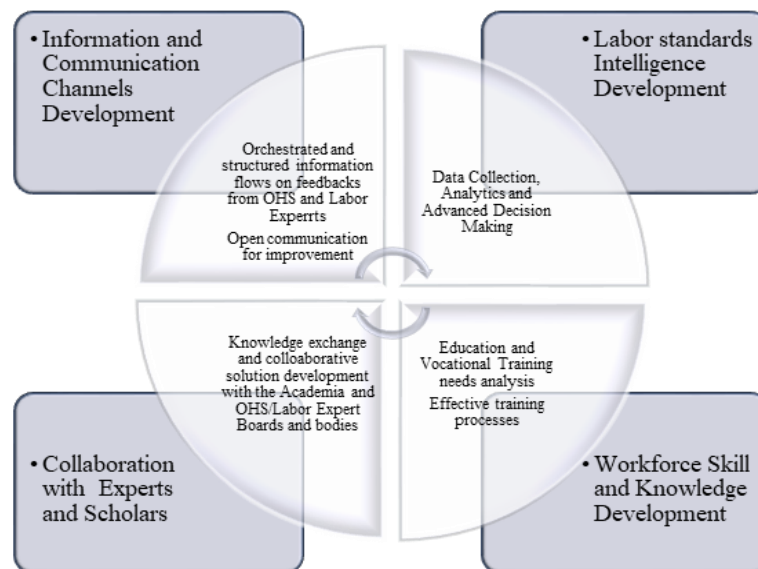 • Information and
Communication
Channels
Development
• Labor standards
Intelligence
Development
Orchestrated and
structured information
flows on feedbacks
from OHS and Labor
Experrts
Open communication
for improvement
Data Collection,
Analytics and
Advanced Decision
Making
Knowledge exchange
and colloaborative
solution development
with the Academia and
OHS/Labor Expert
Boards and bodies
Education and
Vocational Training
needs analysis
Effective training
processes
• Collaboration
with Experts
and Scholars
• Workforce Skill
and Knowledge
Development